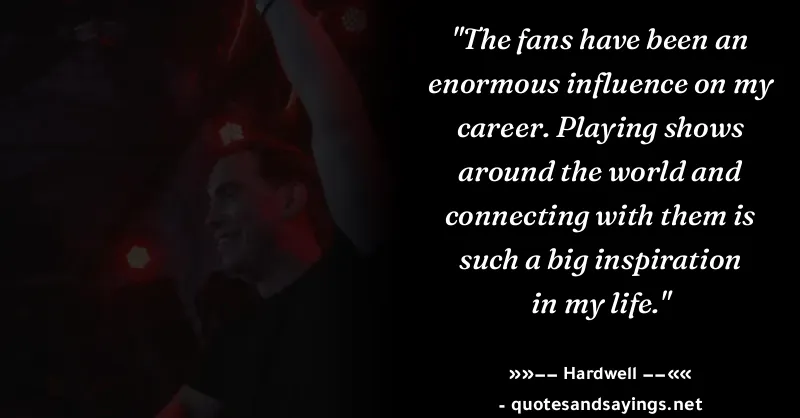 "The fans have been an
enormous influence on my
career. Playing shows
around the world and
connecting with them is
such a big inspiration
in my life."
»»−− Hardwell −−««
- quotesandsayings.net